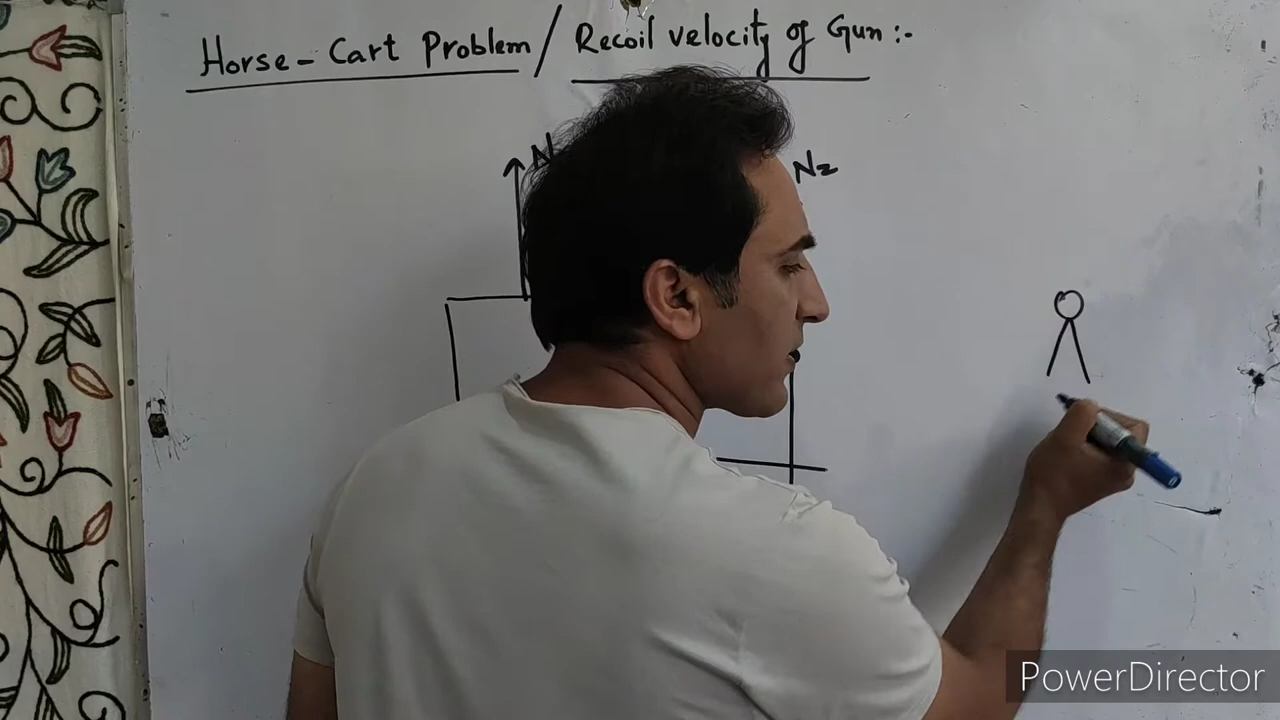 Horse - Cart Problem / Recoil velocity of Gun :-
N N2
PowerDirector